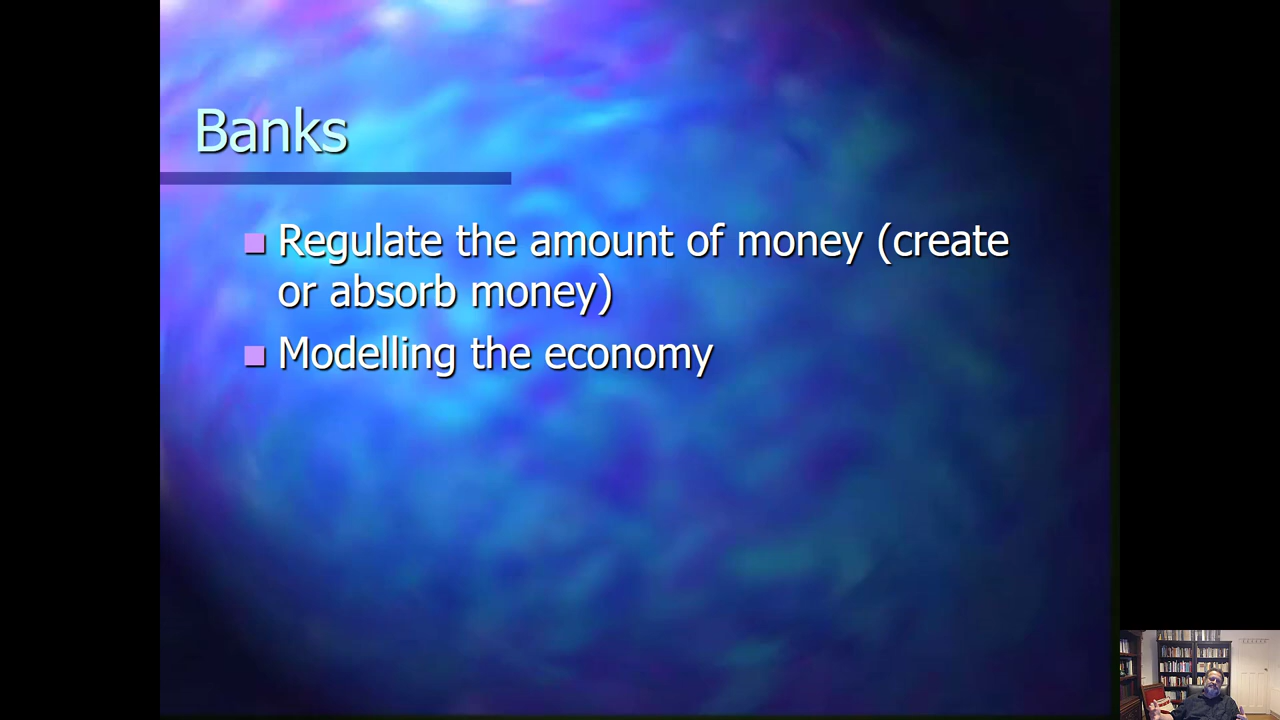 Banks
Regulate the amount of money (create
or absorb money)
Modelling the economy